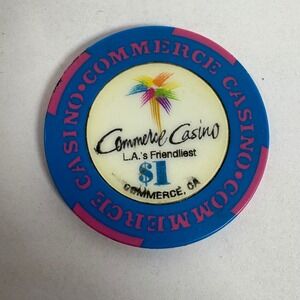 COMMERCE CASINO • COMMERCE CASINO •
Commerce Casino
L.A.'s Friendliest
$1
COMMERCE, CA